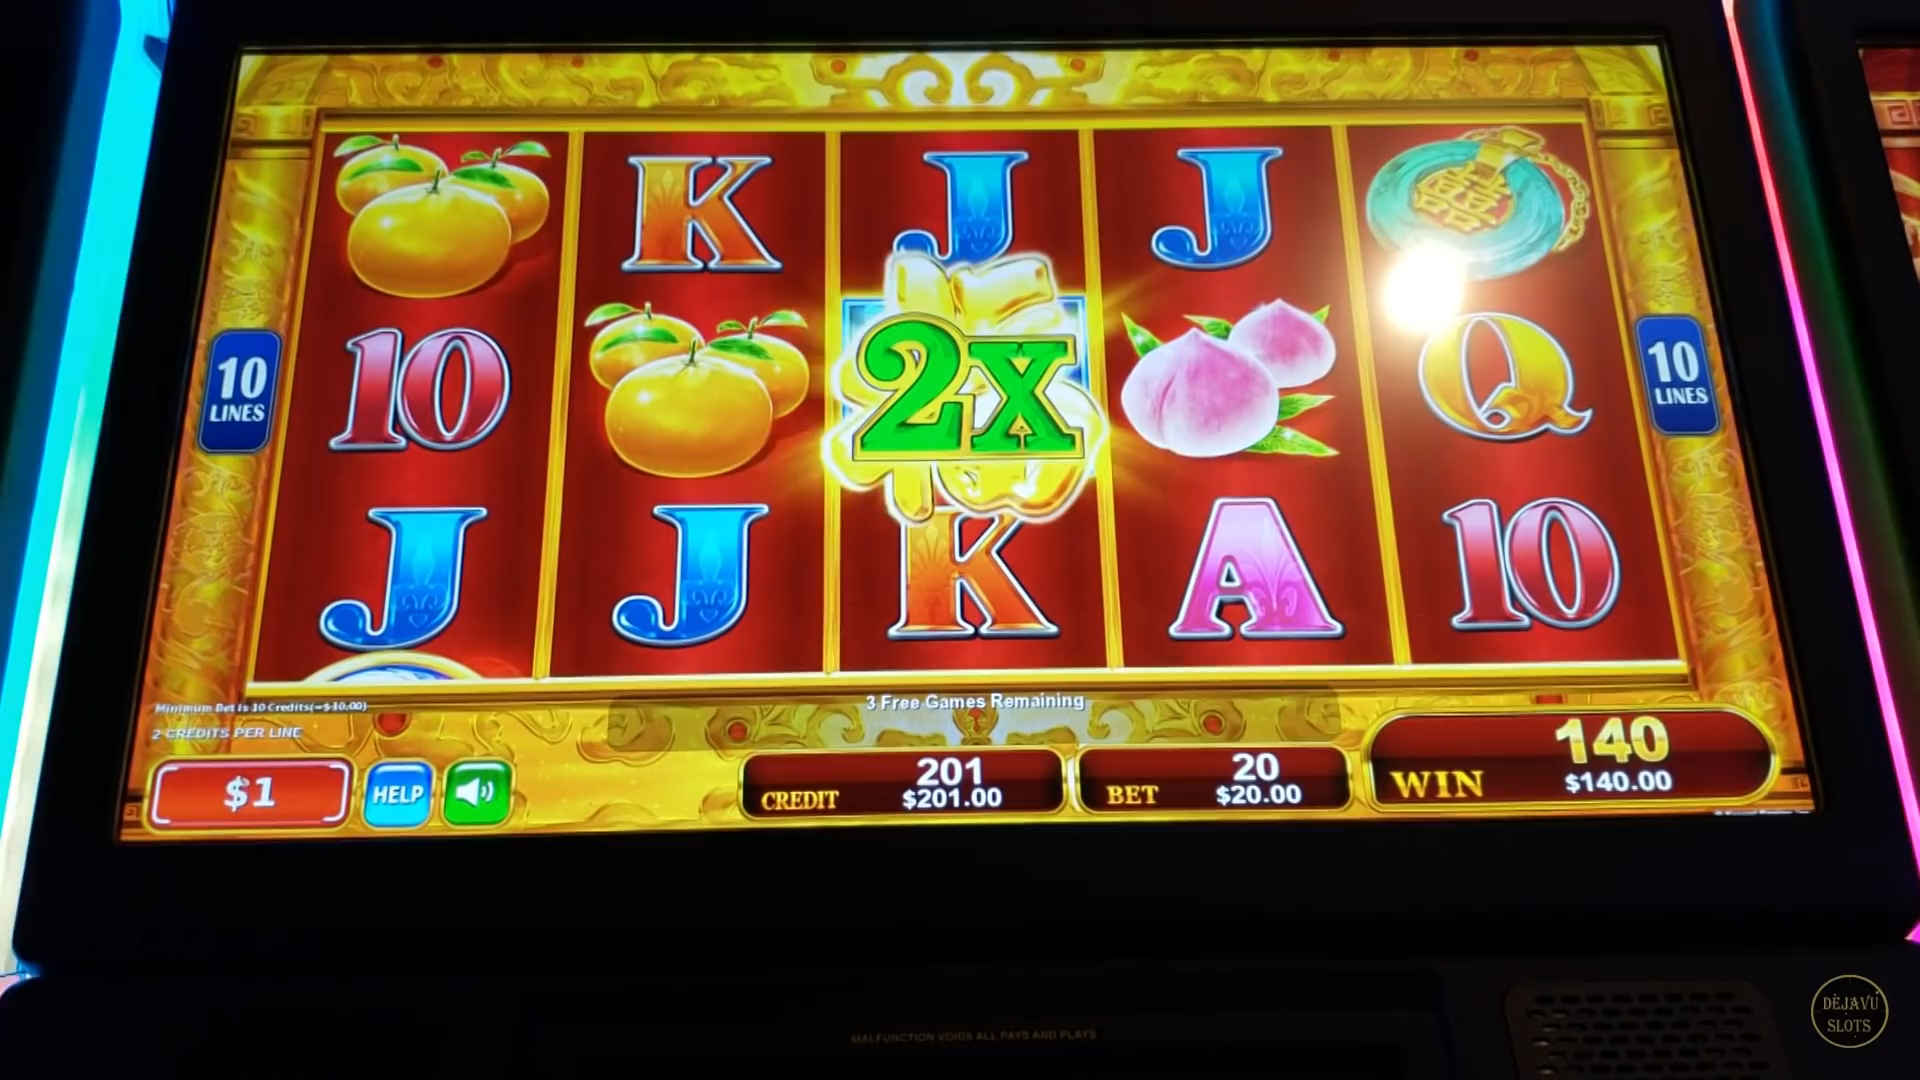 K J J
10 LINES
10
2X
Q
10 LINES
J J K A 10
3 Free Games Remaining
Minimum Bet is 10 Credits(=$10.00)
2 CREDITS PER LINE
$1
HELP
CREDIT 201 $201.00
BET 20 $20.00
WIN 140 $140.00
MALFUNCTION VOIDS ALL PAYS AND PLAYS
DEJAVU
SLOTS